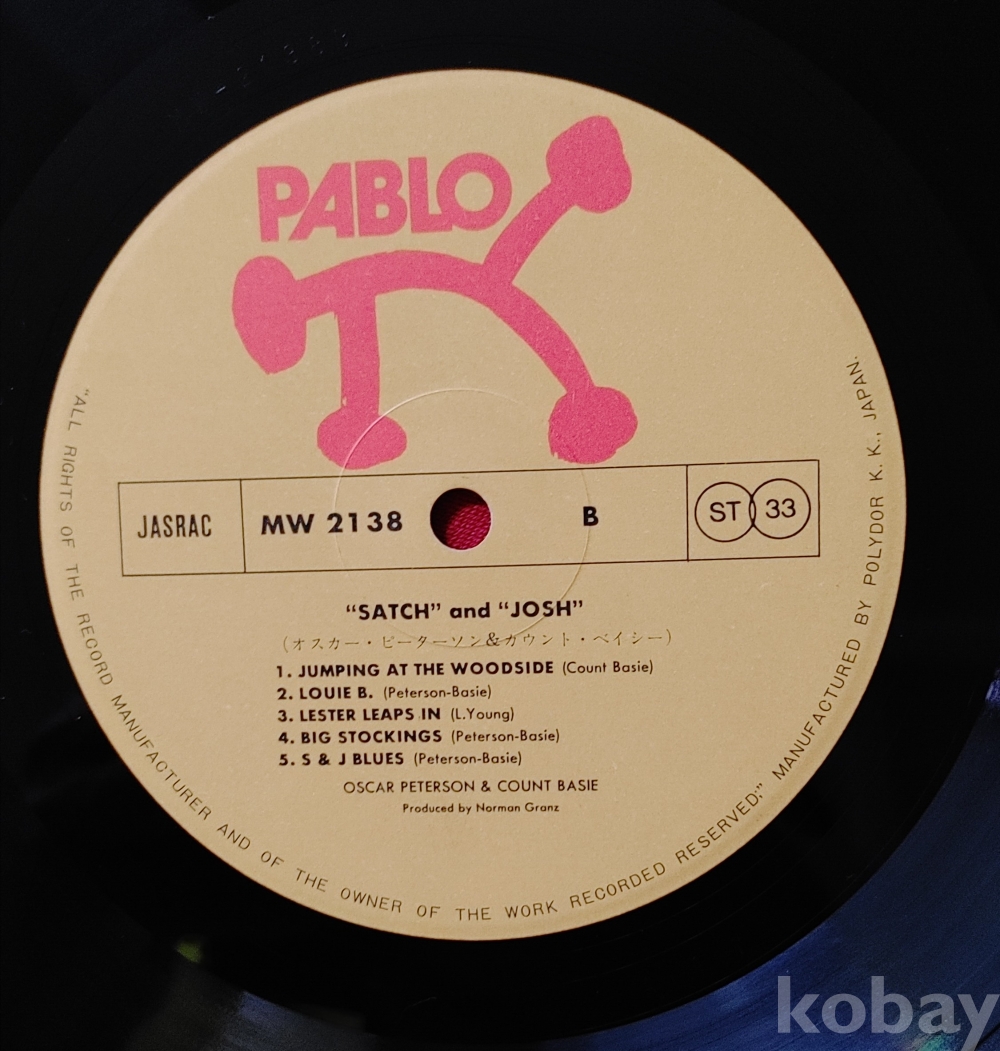 PABLO
JASRAC
MW 2138
B
ST 33
“SATCH” and “JOSH”
(オスカー・ピーターソン&カウント・ベイシー)
1. JUMPING AT THE WOODSIDE (Count Basie)
2. LOUIE B. (Peterson-Basie)
3. LESTER LEAPS IN (L.Young)
4. BIG STOCKINGS (Peterson-Basie)
5. S & J BLUES (Peterson-Basie)
OSCAR PETERSON & COUNT BASIE
Produced by Norman Granz
“ALL RIGHTS OF THE RECORD MANUFACTURER AND OF THE OWNER OF THE WORK RECORDED RESERVED:” MANUFACTURED BY POLYDOR K. K., JAPAN.
kobay